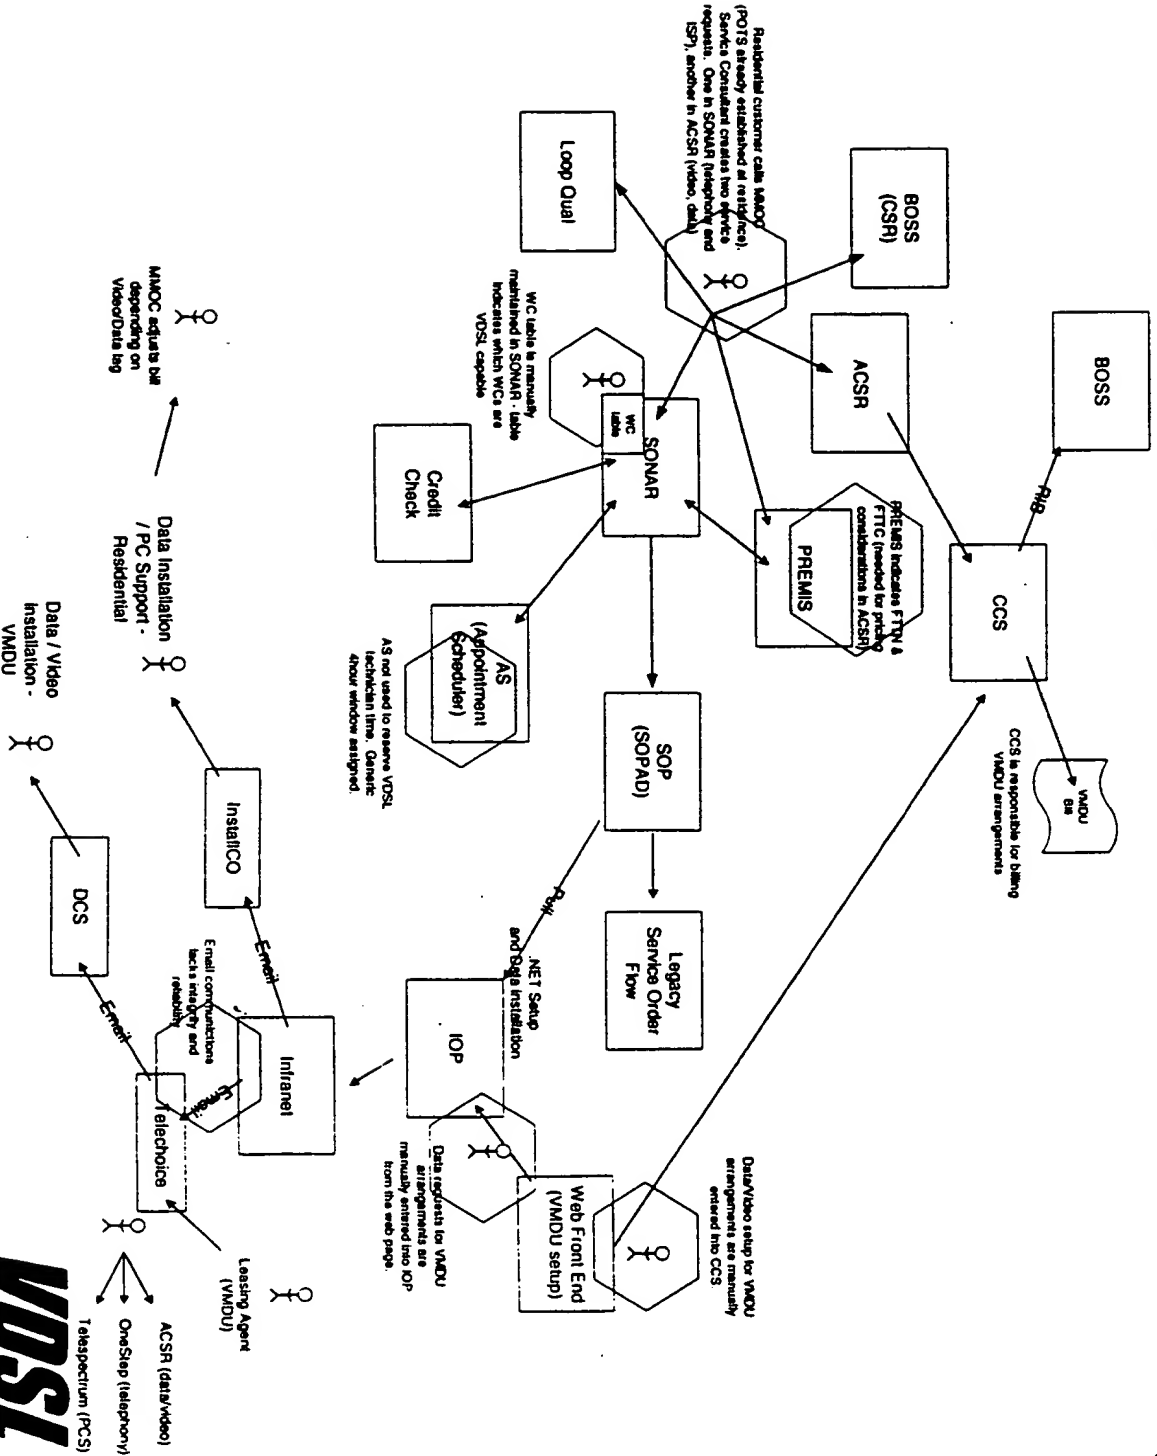 BOSS
VMDU
Bill
CCS is responsible for billing
VMDU arrangements
R/B
BOSS
(CSR)
CCS
ACSR
PREMIS indicates FTTN &
FTTC (needed for pricing
considerations in ACSR)
PREMIS
Data/Video setup for VMDU
arrangements are manually
entered into CCS.
Residential customer calls MMOC
(POTS already established at residence).
Service Consultant creates two service
requests. One in SONAR (telephony and
ISP), another in ACSR (video, data)
SONAR
WC
table
SOP
(SOPAD)
Legacy
Service Order
Flow
Loop Qual
WC table is manually
maintained in SONAR - table
indicates which WCs are
VDSL capable
Web Front End
(VMDU setup)
.NET Setup
and Data installation
AS
(Appointment
Scheduler)
Credit
Check
IOP
Data requests for VMDU
arrangements are
manually entered into IOP
from the web page.
AS not used to reserve VDSL
technician time. Generic
4hour window assigned.
Infranet
Email
InstallCO
Leasing Agent
(VMDU)
Email
Email communictions
lacks integrity and
reliability
Telechoice
MMOC adjusts bill
depending on
Video/Data lag
Data Installation
/ PC Support -
Residential
Email
DCS
ACSR (data/video)
OneStep (telephony)
Telespectrum (PCS)
Data / Video
Installation -
VMDU
VDSL